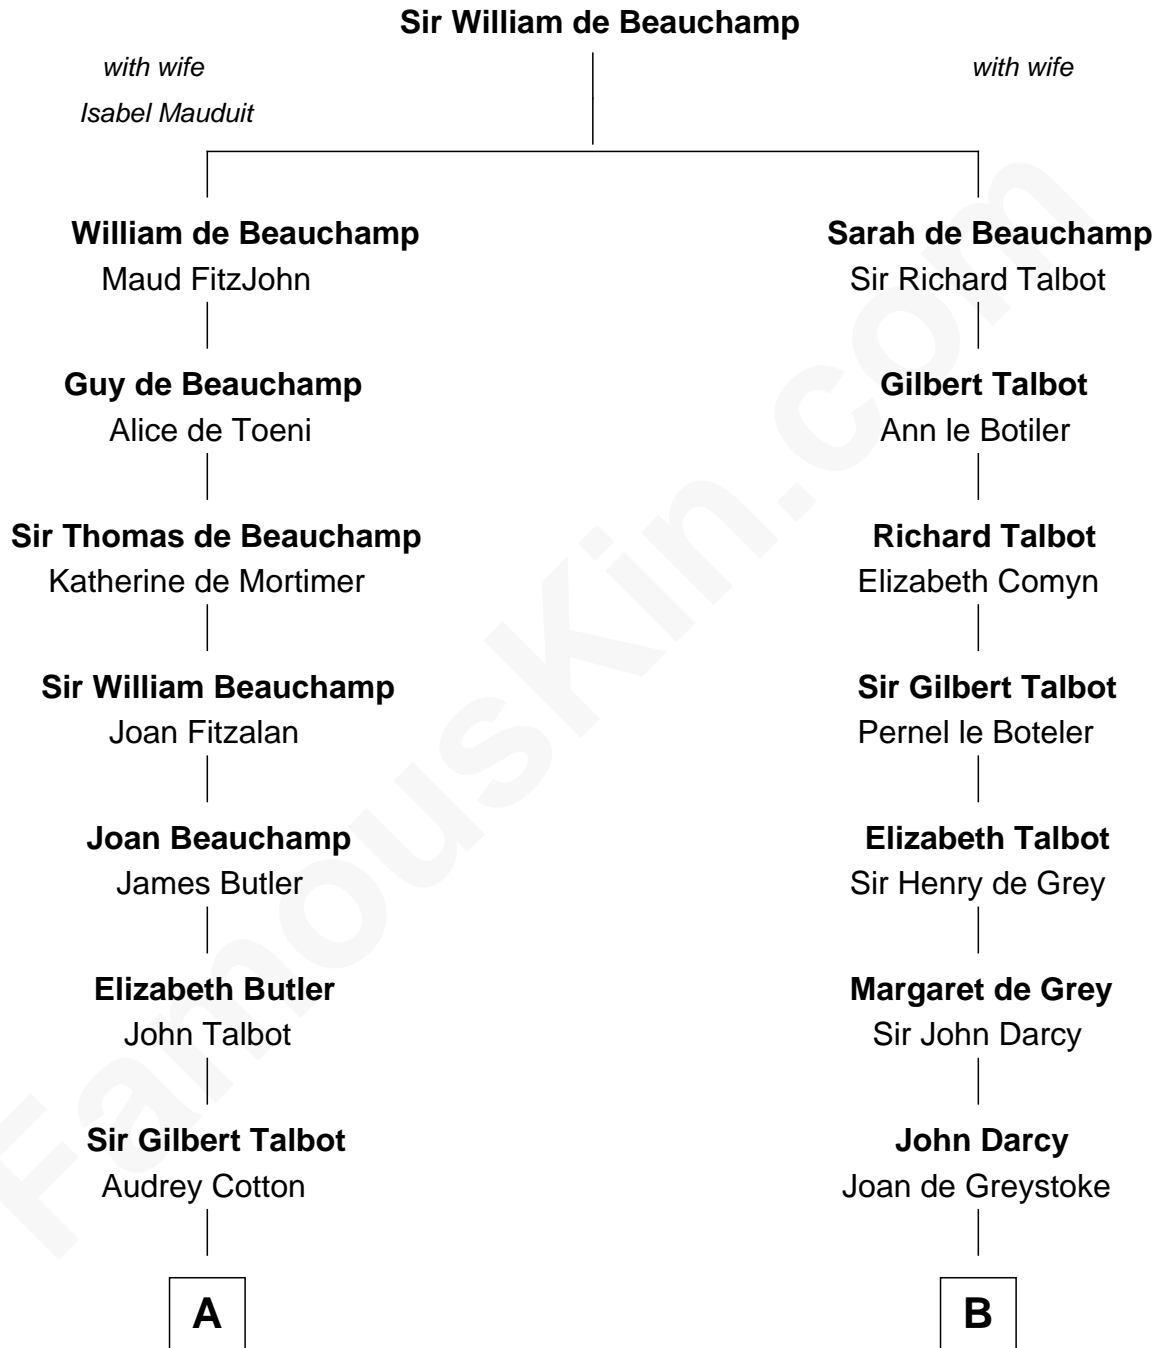 Sir William de Beauchamp
with wife
with wife
Isabel Mauduit
William de Beauchamp
Sarah de Beauchamp
Maud FitzJohn
Sir Richard Talbot
Guy de Beauchamp
Gilbert Talbot
Alice de Toeni
Ann le Botiler
Sir Thomas de Beauchamp
Richard Talbot
Katherine de Mortimer
Elizabeth Comyn
Sir William Beauchamp
Sir Gilbert Talbot
Joan Fitzalan
Pernel le Boteler
Joan Beauchamp
Elizabeth Talbot
James Butler
Sir Henry de Grey
Elizabeth Butler
Margaret de Grey
John Talbot
Sir John Darcy
Sir Gilbert Talbot
John Darcy
Audrey Cotton
Joan de Greystoke
A
B
FamousKin.com